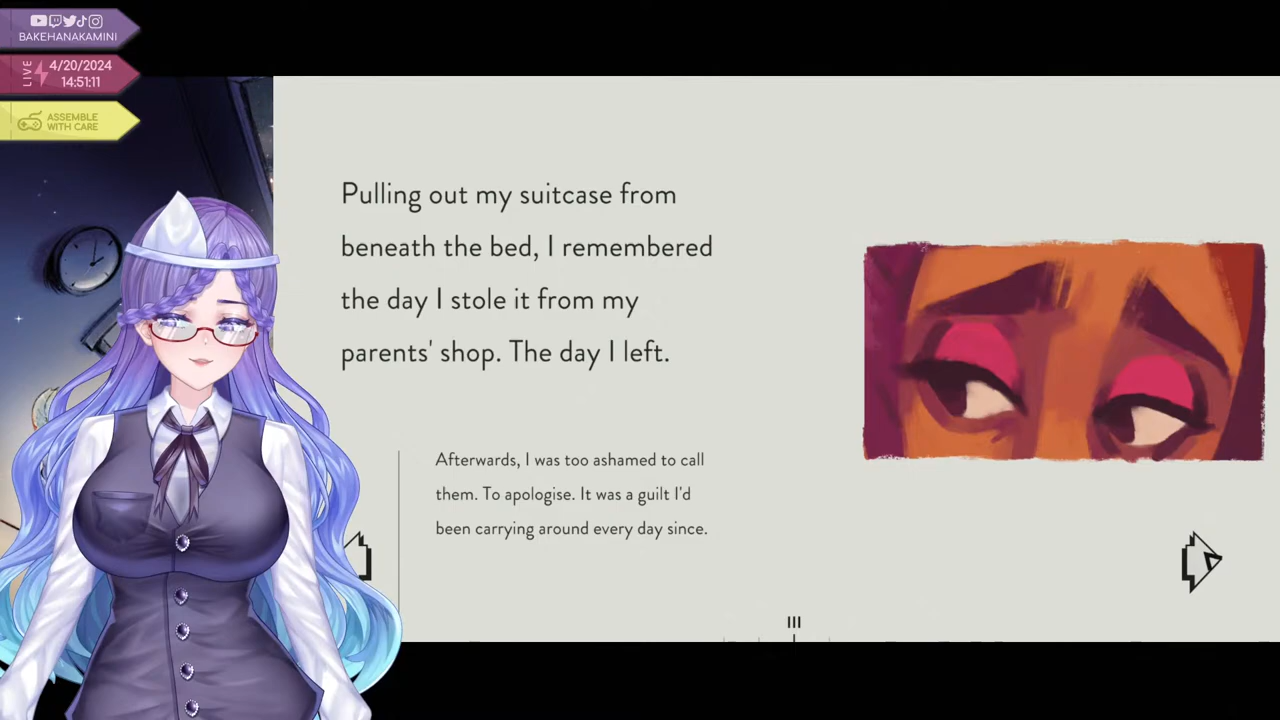 BAKEHANAKAMINI
LIVE
4/20/2024
14:51:11
ASSEMBLE
WITH CARE
Pulling out my suitcase from
beneath the bed, I remembered
the day I stole it from my
parents' shop. The day I left.
Afterwards, I was too ashamed to call
them. To apologise. It was a guilt I'd
been carrying around every day since.
III